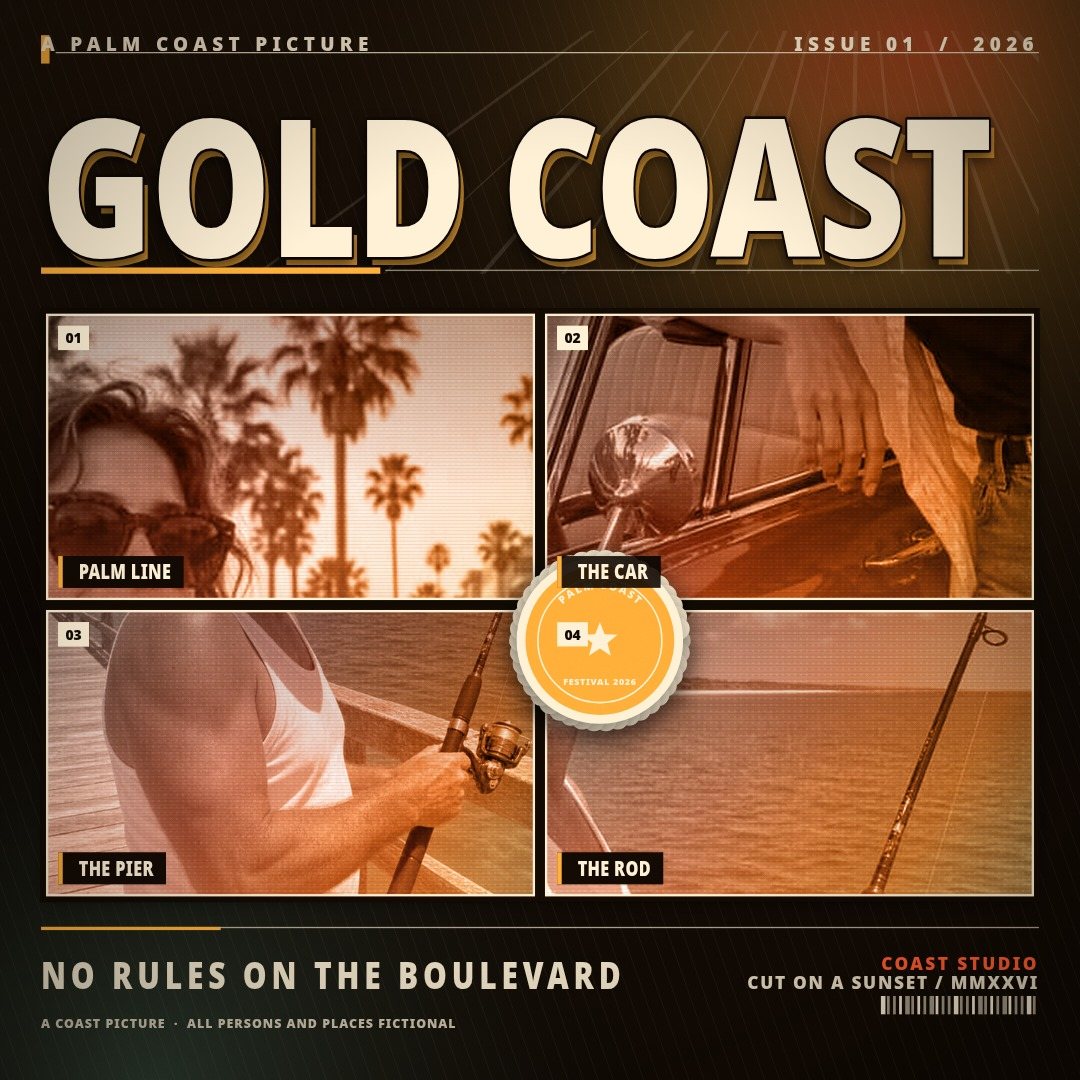 A PALM COAST PICTURE
ISSUE 01 / 2026
GOLD COAST
01
PALM LINE
02
THE CAR
PALM COAST
FESTIVAL 2026
03
THE PIER
04
THE ROD
NO RULES ON THE BOULEVARD
A COAST PICTURE · ALL PERSONS AND PLACES FICTIONAL
COAST STUDIO
CUT ON A SUNSET / MMXXVI